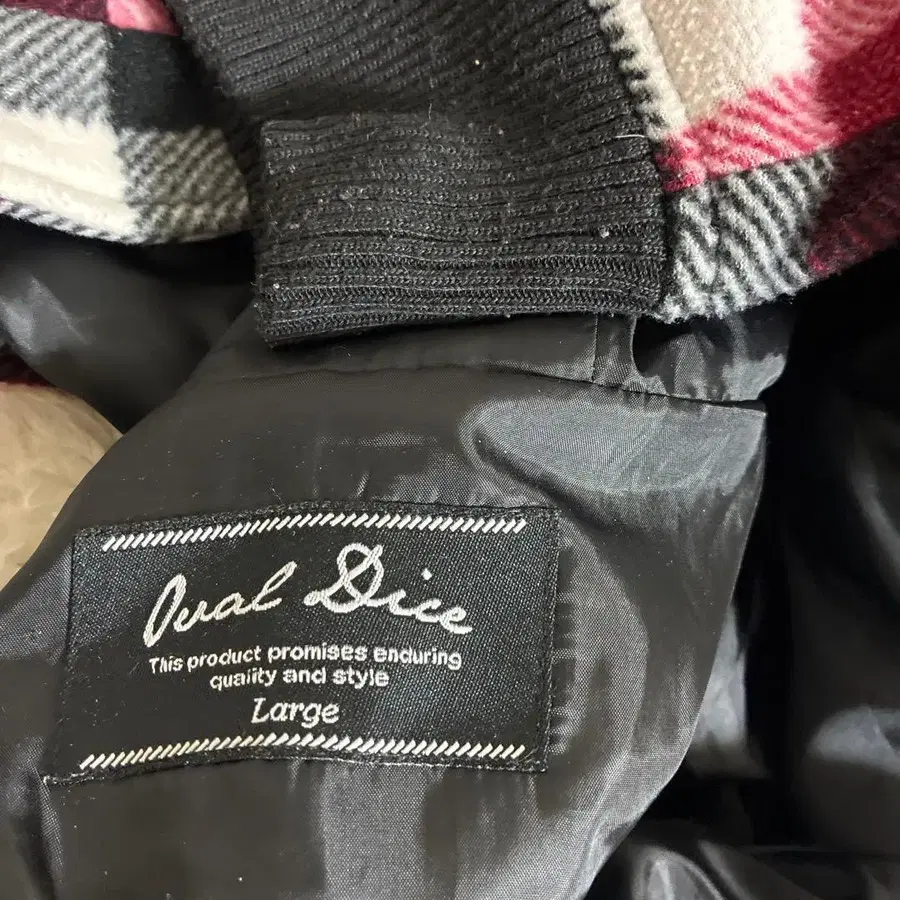 Oval Dice
This product promises enduring
quality and style
Large